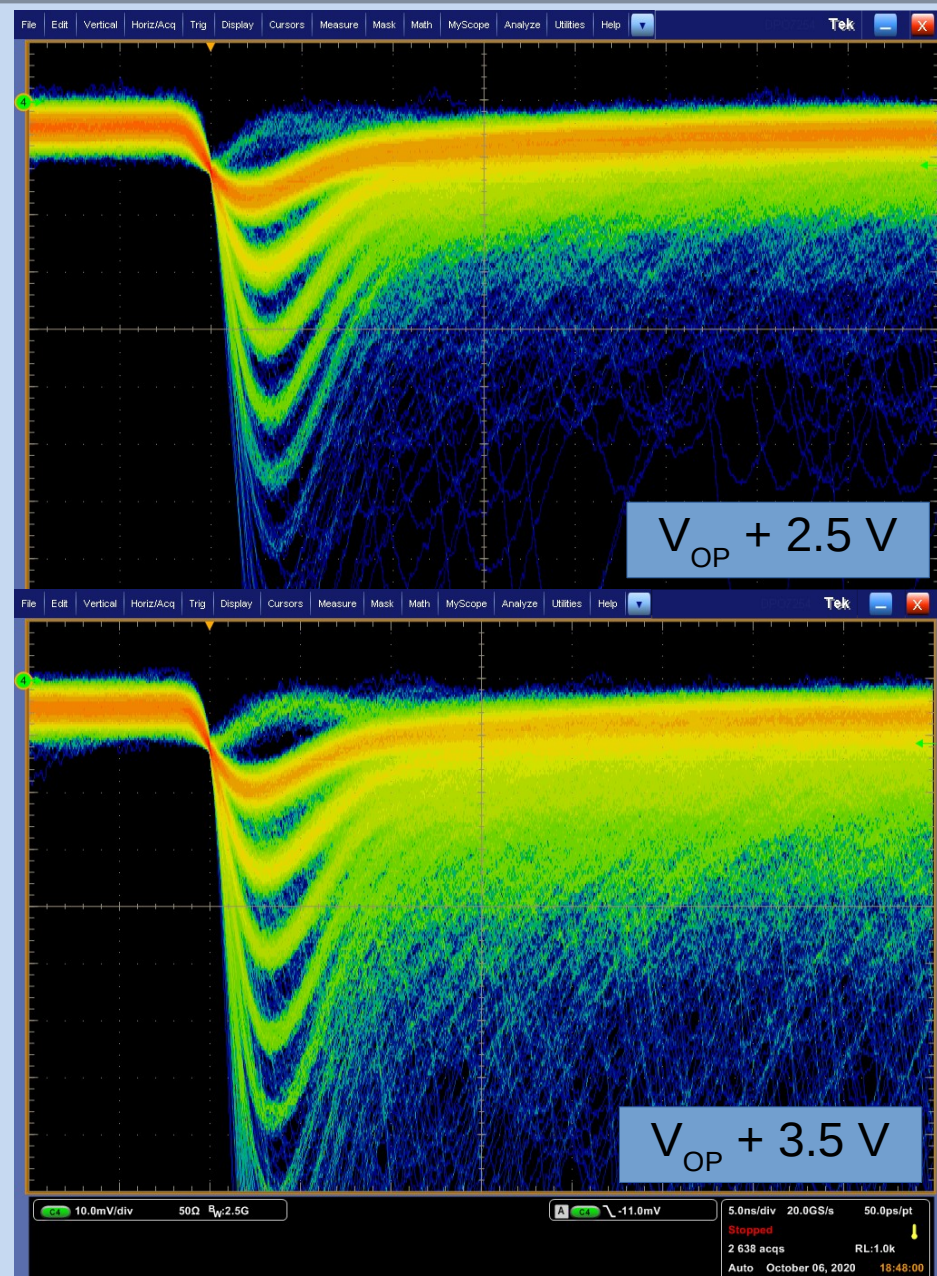 File Edit Vertical Horiz/Acq Trig Display Cursors Measure Mask Math MyScope Analyze Utilities Help Tek X
4
VOP + 2.5 V
File Edit Vertical Horiz/Acq Trig Display Cursors Measure Mask Math MyScope Analyze Utilities Help Tek X
4
VOP + 3.5 V
C4 10.0mV/div 50Ω BW:2.5G A C4 -11.0mV 5.0ns/div 20.0GS/s 50.0ps/pt
Stopped
2 638 acqs RL:1.0k
Auto October 06, 2020 18:48:00